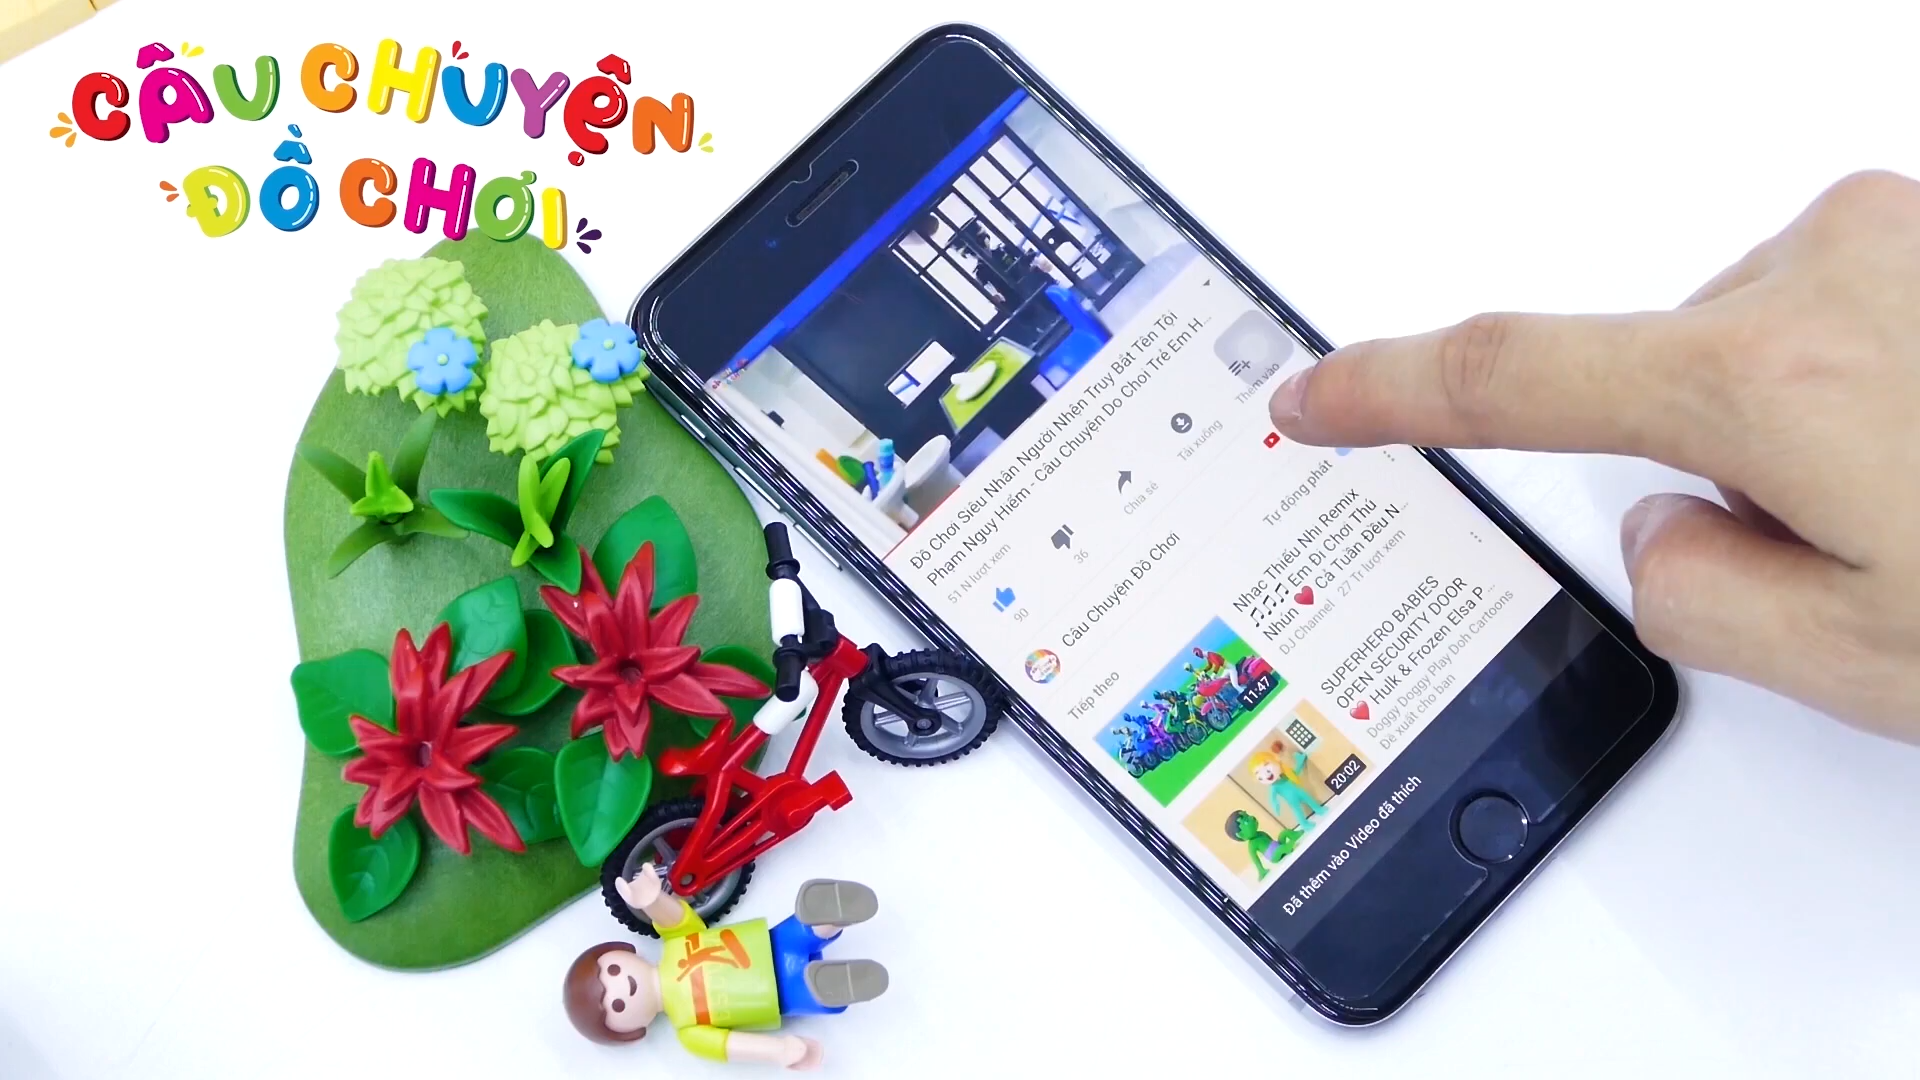 CÂU CHUYỆN
ĐỒ CHƠI
Đồ Chơi Siêu Nhân Người Nhện Truy Bắt Tên Tội
Phạm Nguy Hiểm - Câu Chuyện Do Choi Trẻ Em H...
51 N lượt xem
90
36
Chia sẻ
Tải xuống
Thêm vào
Câu Chuyện Đồ Chơi
Tiếp theo
Tự động phát
Nhạc Thiếu Nhi Remix
♫♫♫ Em Đi Chơi Thú
Nhún ❤ Cả Tuần Đều N...
DJ Channel 27 Tr lượt xem
11:47
SUPERHERO BABIES
OPEN SECURITY DOOR
❤ Hulk & Frozen Elsa P...
Doggy Doggy Play Doh Cartoons
Đề xuất cho bạn
20:02
Đã thêm vào Video đã thích